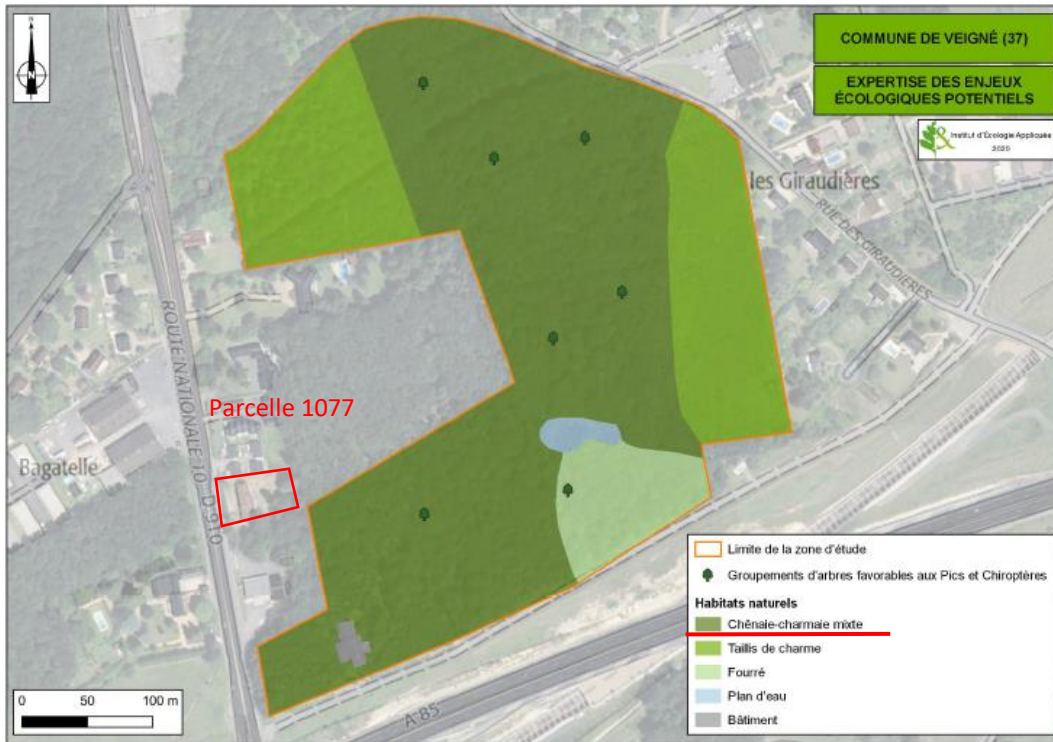 N
COMMUNE DE VEIGNÉ (37)
EXPERTISE DES ENJEUX
ÉCOLOGIQUES POTENTIELS
Institut d'Écologie Appliquée
2020
les Giraudières
RUE DES GIRAUDIÈRES
ROUTE NATIONALE 10 D 910
Parcelle 1077
Bagatelle
A 85
0 50 100 m
Limite de la zone d'étude
Groupements d'arbres favorables aux Pics et Chiroptères
Habitats naturels
Chênaie-charmaie mixte
Taillis de charme
Fourré
Plan d'eau
Bâtiment